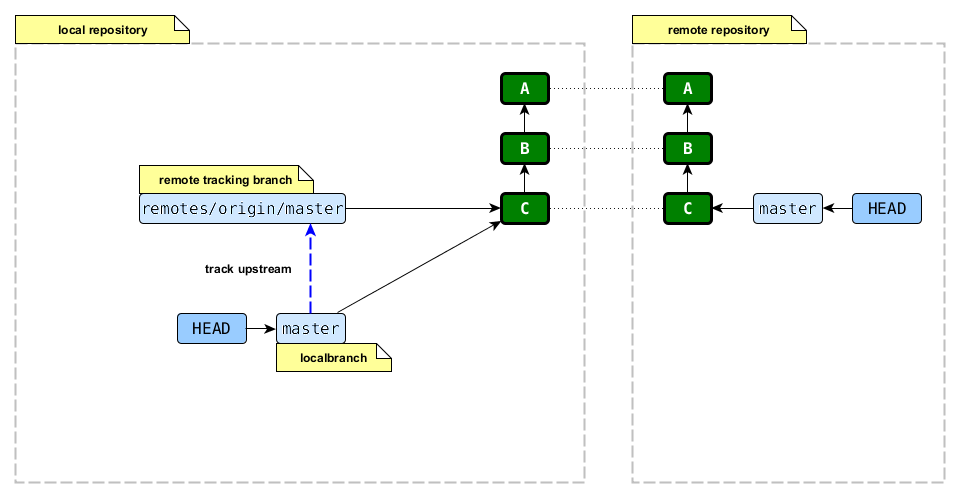 local repository
remote repository
A
A
B
B
remote tracking branch
remotes/origin/master
C
C
master
HEAD
track upstream
HEAD
master
localbranch